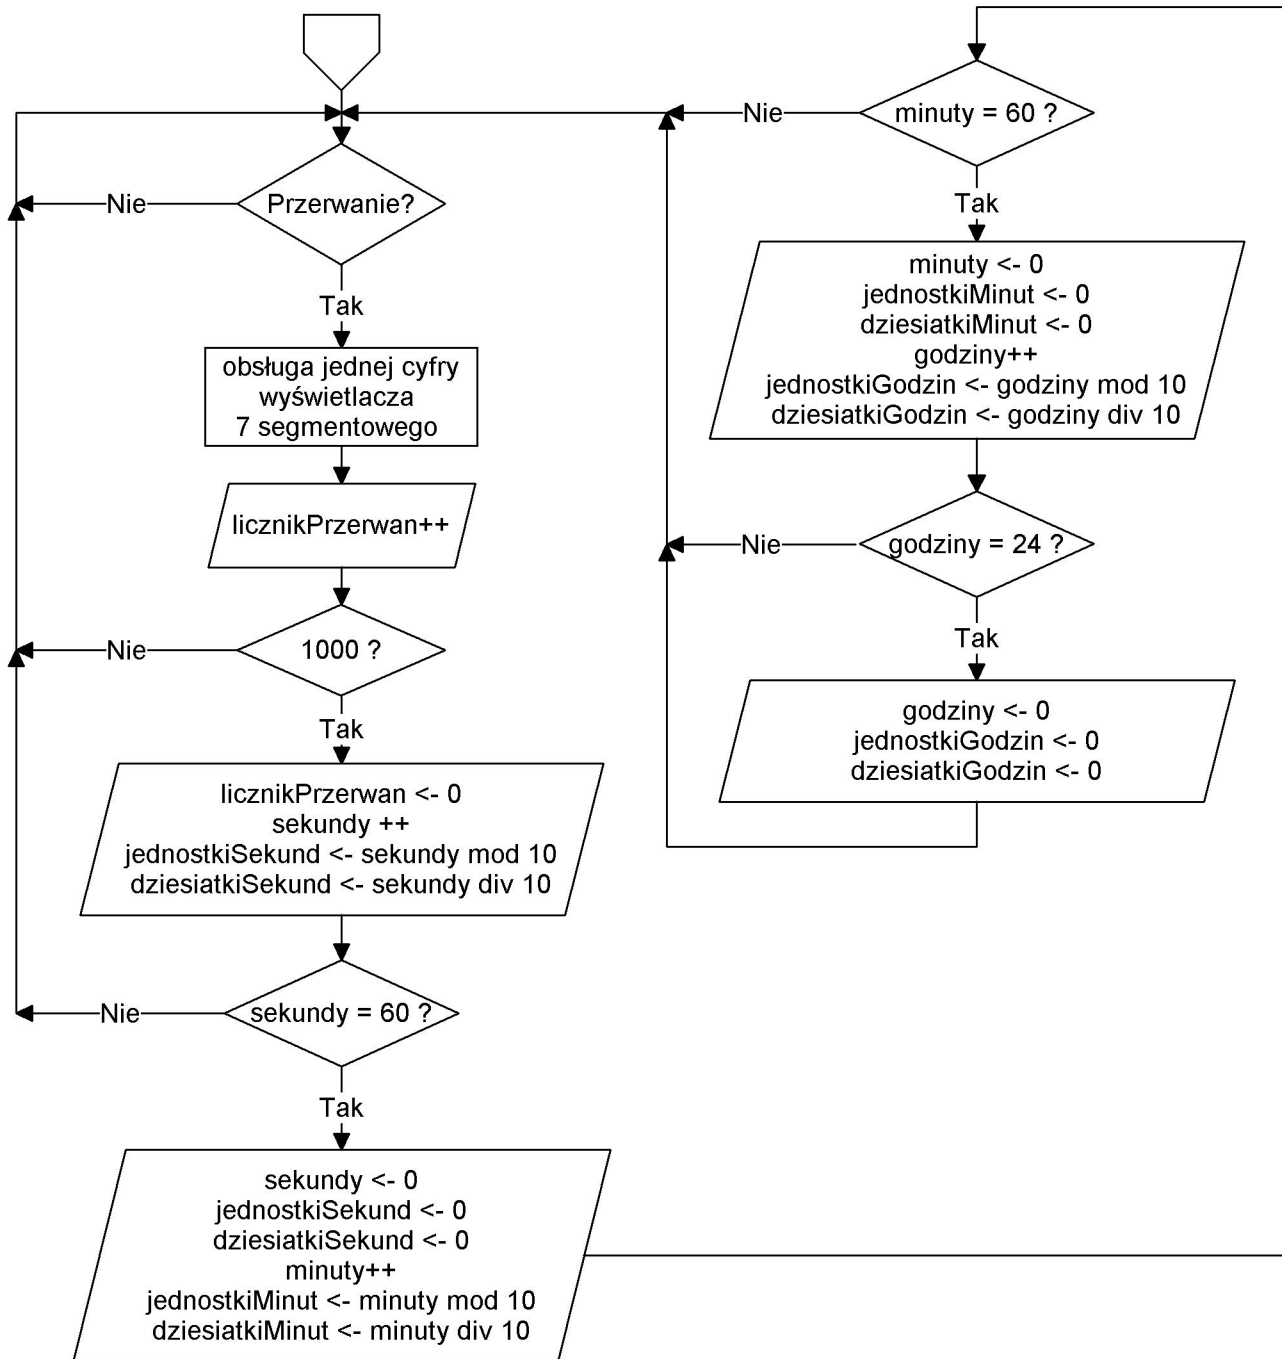 Przerwanie?
Nie
Tak
obsługa jednej cyfry
wyświetlacza
7 segmentowego
licznikPrzerwan++
1000 ?
Nie
Tak
licznikPrzerwan <- 0
sekundy ++
jednostkiSekund <- sekundy mod 10
dziesiatkiSekund <- sekundy div 10
sekundy = 60 ?
Nie
Tak
sekundy <- 0
jednostkiSekund <- 0
dziesiatkiSekund <- 0
minuty++
jednostkiMinut <- minuty mod 10
dziesiatkiMinut <- minuty div 10
minuty = 60 ?
Nie
Tak
minuty <- 0
jednostkiMinut <- 0
dziesiatkiMinut <- 0
godziny++
jednostkiGodzin <- godziny mod 10
dziesiatkiGodzin <- godziny div 10
godziny = 24 ?
Nie
Tak
godziny <- 0
jednostkiGodzin <- 0
dziesiatkiGodzin <- 0